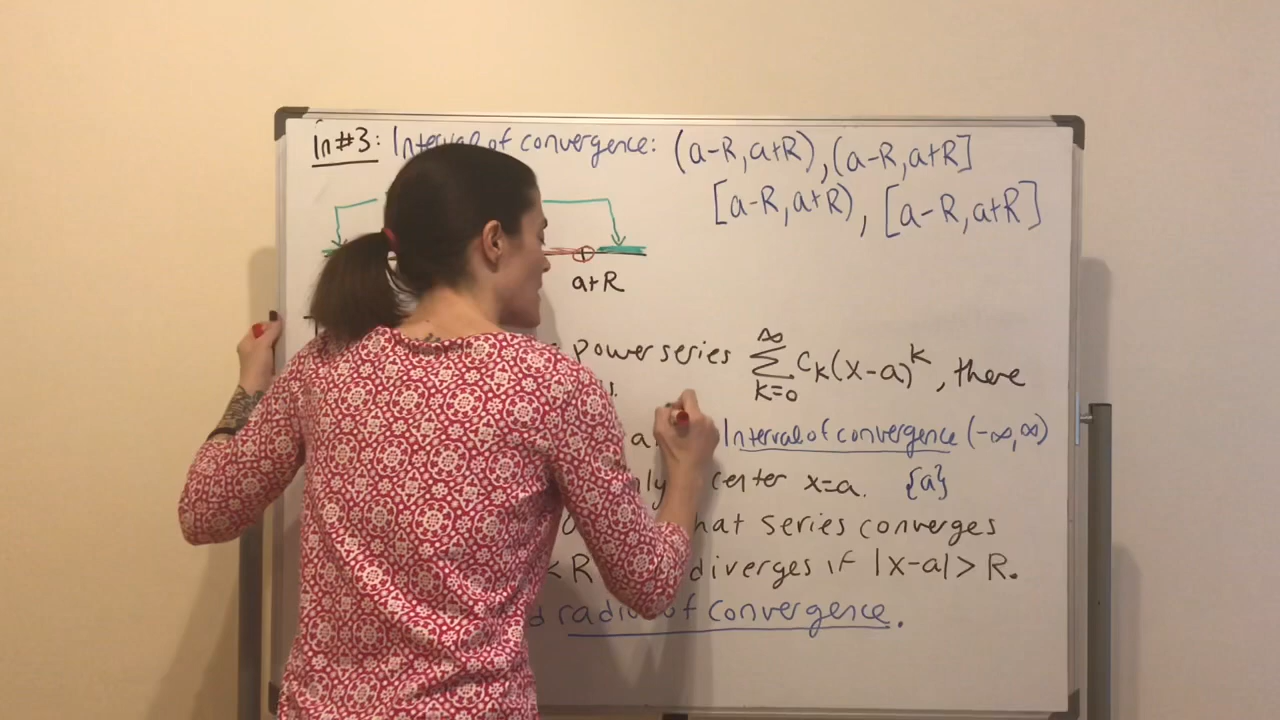 In #3: Interval of convergence: (a-R, a+R), (a-R, a+R]
[a-R, a+R), [a-R, a+R]
a+R
power series ∞ Σ k=0 cₖ(x-a)ᵏ, there
Interval of convergence (-∞, ∞)
center x=a. {a}
hat series converges
<R diverges if |x-a| > R.
radius of convergence.